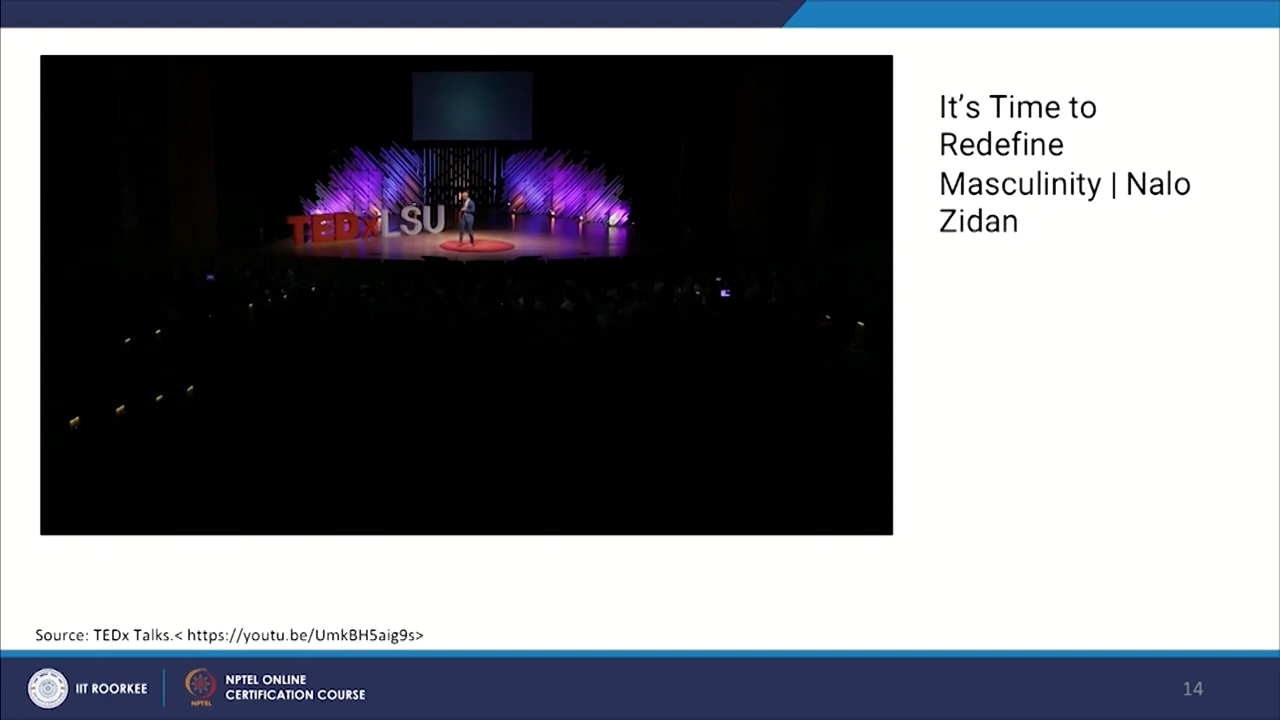 It's Time to
Redefine
Masculinity | Nalo
Zidan
TEDxLSU
Source: TEDx Talks.< https://youtu.be/UmkBH5aig9s>
IIT ROORKEE
NPTEL
NPTEL ONLINE
CERTIFICATION COURSE
14